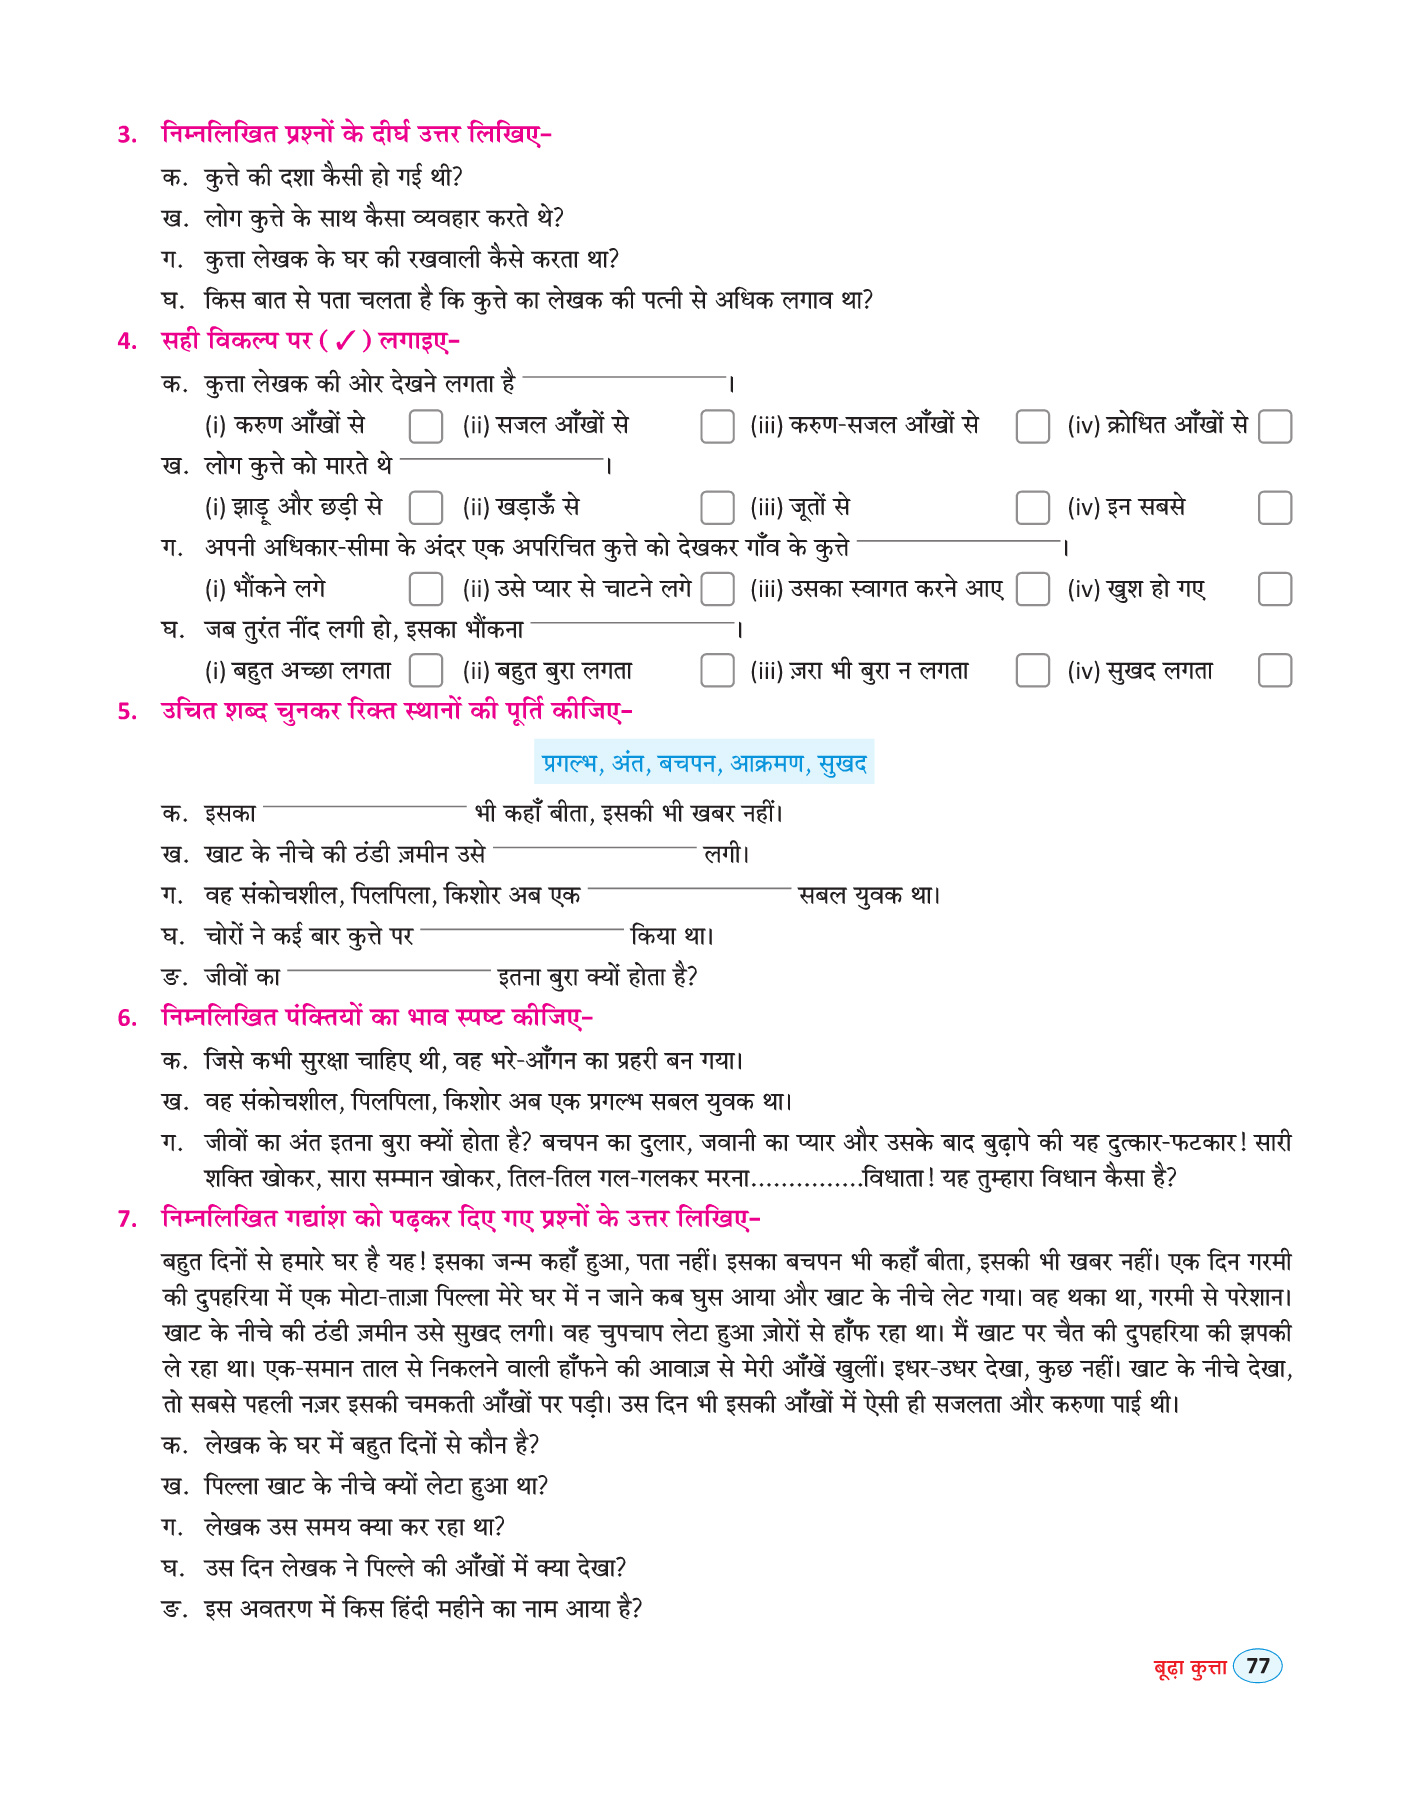 3. निम्नलिखित प्रश्नों के दीर्घ उत्तर लिखिए–
क. कुत्ते की दशा कैसी हो गई थी?
ख. लोग कुत्ते के साथ कैसा व्यवहार करते थे?
ग. कुत्ता लेखक के घर की रखवाली कैसे करता था?
घ. किस बात से पता चलता है कि कुत्ते का लेखक की पत्नी से अधिक लगाव था?
4. सही विकल्प पर (✓) लगाइए–
क. कुत्ता लेखक की ओर देखने लगता है ____________।
(i) करुण आँखों से (ii) सजल आँखों से (iii) करुण-सजल आँखों से (iv) क्रोधित आँखों से
ख. लोग कुत्ते को मारते थे ____________।
(i) झाड़ू और छड़ी से (ii) खड़ाऊँ से (iii) जूतों से (iv) इन सबसे
ग. अपनी अधिकार-सीमा के अंदर एक अपरिचित कुत्ते को देखकर गाँव के कुत्ते ____________।
(i) भौंकने लगे (ii) उसे प्यार से चाटने लगे (iii) उसका स्वागत करने आए (iv) खुश हो गए
घ. जब तुरंत नींद लगी हो, इसका भौंकना ____________।
(i) बहुत अच्छा लगता (ii) बहुत बुरा लगता (iii) ज़रा भी बुरा न लगता (iv) सुखद लगता
5. उचित शब्द चुनकर रिक्त स्थानों की पूर्ति कीजिए–
प्रगल्भ, अंत, बचपन, आक्रमण, सुखद
क. इसका ____________ भी कहाँ बीता, इसकी भी खबर नहीं।
ख. खाट के नीचे की ठंडी ज़मीन उसे ____________ लगी।
ग. वह संकोचशील, पिलपिला, किशोर अब एक ____________ सबल युवक था।
घ. चोरों ने कई बार कुत्ते पर ____________ किया था।
ङ. जीवों का ____________ इतना बुरा क्यों होता है?
6. निम्नलिखित पंक्तियों का भाव स्पष्ट कीजिए–
क. जिसे कभी सुरक्षा चाहिए थी, वह भरे-आँगन का प्रहरी बन गया।
ख. वह संकोचशील, पिलपिला, किशोर अब एक प्रगल्भ सबल युवक था।
ग. जीवों का अंत इतना बुरा क्यों होता है? बचपन का दुलार, जवानी का प्यार और उसके बाद बुढ़ापे की यह दुत्कार-फटकार! सारी
शक्ति खोकर, सारा सम्मान खोकर, तिल-तिल गल-गलकर मरना...............विधाता! यह तुम्हारा विधान कैसा है?
7. निम्नलिखित गद्यांश को पढ़कर दिए गए प्रश्नों के उत्तर लिखिए–
बहुत दिनों से हमारे घर है यह! इसका जन्म कहाँ हुआ, पता नहीं। इसका बचपन भी कहाँ बीता, इसकी भी खबर नहीं। एक दिन गरमी
की दुपहरिया में एक मोटा-ताज़ा पिल्ला मेरे घर में न जाने कब घुस आया और खाट के नीचे लेट गया। वह थका था, गरमी से परेशान।
खाट के नीचे की ठंडी ज़मीन उसे सुखद लगी। वह चुपचाप लेटा हुआ ज़ोरों से हाँफ रहा था। मैं खाट पर चैत की दुपहरिया की झपकी
ले रहा था। एक-समान ताल से निकलने वाली हाँफने की आवाज़ से मेरी आँखें खुलीं। इधर-उधर देखा, कुछ नहीं। खाट के नीचे देखा,
तो सबसे पहली नज़र इसकी चमकती आँखों पर पड़ी। उस दिन भी इसकी आँखों में ऐसी ही सजलता और करुणा पाई थी।
क. लेखक के घर में बहुत दिनों से कौन है?
ख. पिल्ला खाट के नीचे क्यों लेटा हुआ था?
ग. लेखक उस समय क्या कर रहा था?
घ. उस दिन लेखक ने पिल्ले की आँखों में क्या देखा?
ङ. इस अवतरण में किस हिंदी महीने का नाम आया है?
बूढ़ा कुत्ता 77